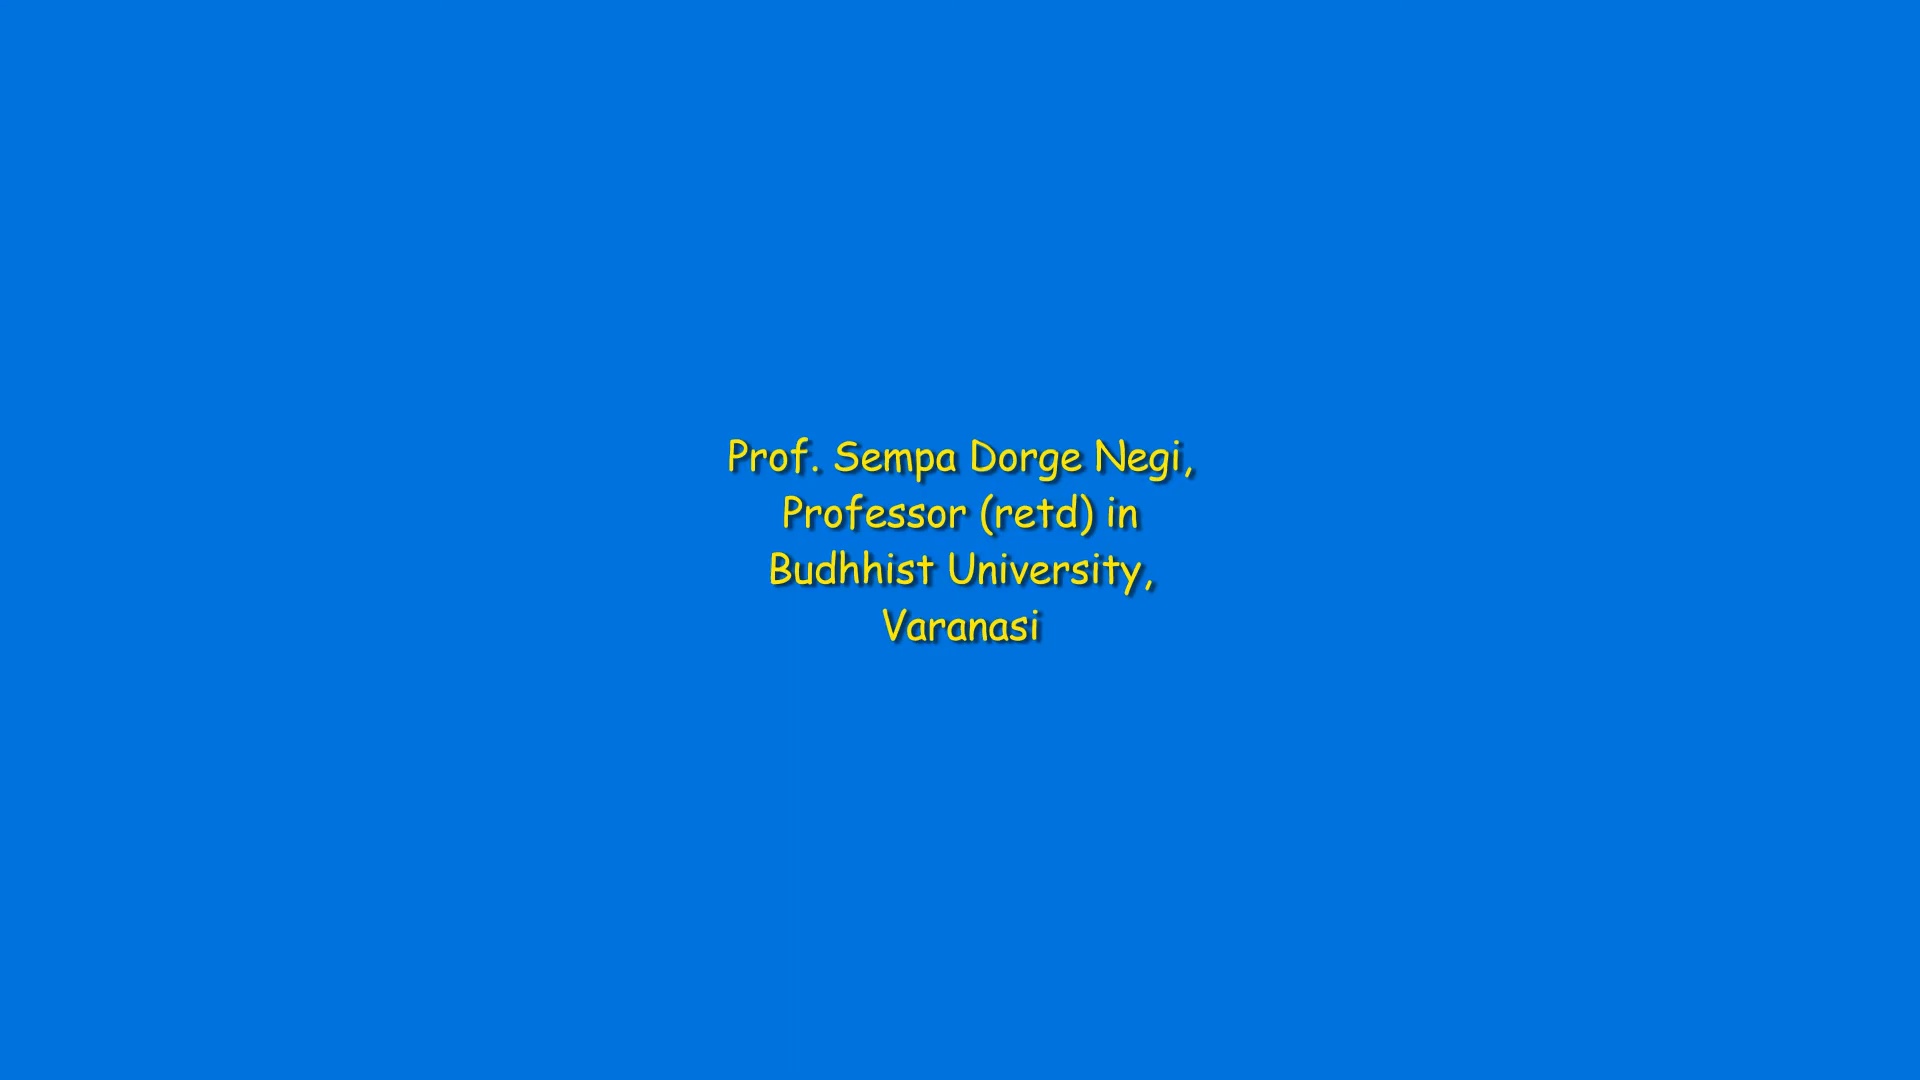 Prof. Sempa Dorge Negi,
Professor (retd) in
Budhhist University,
Varanasi